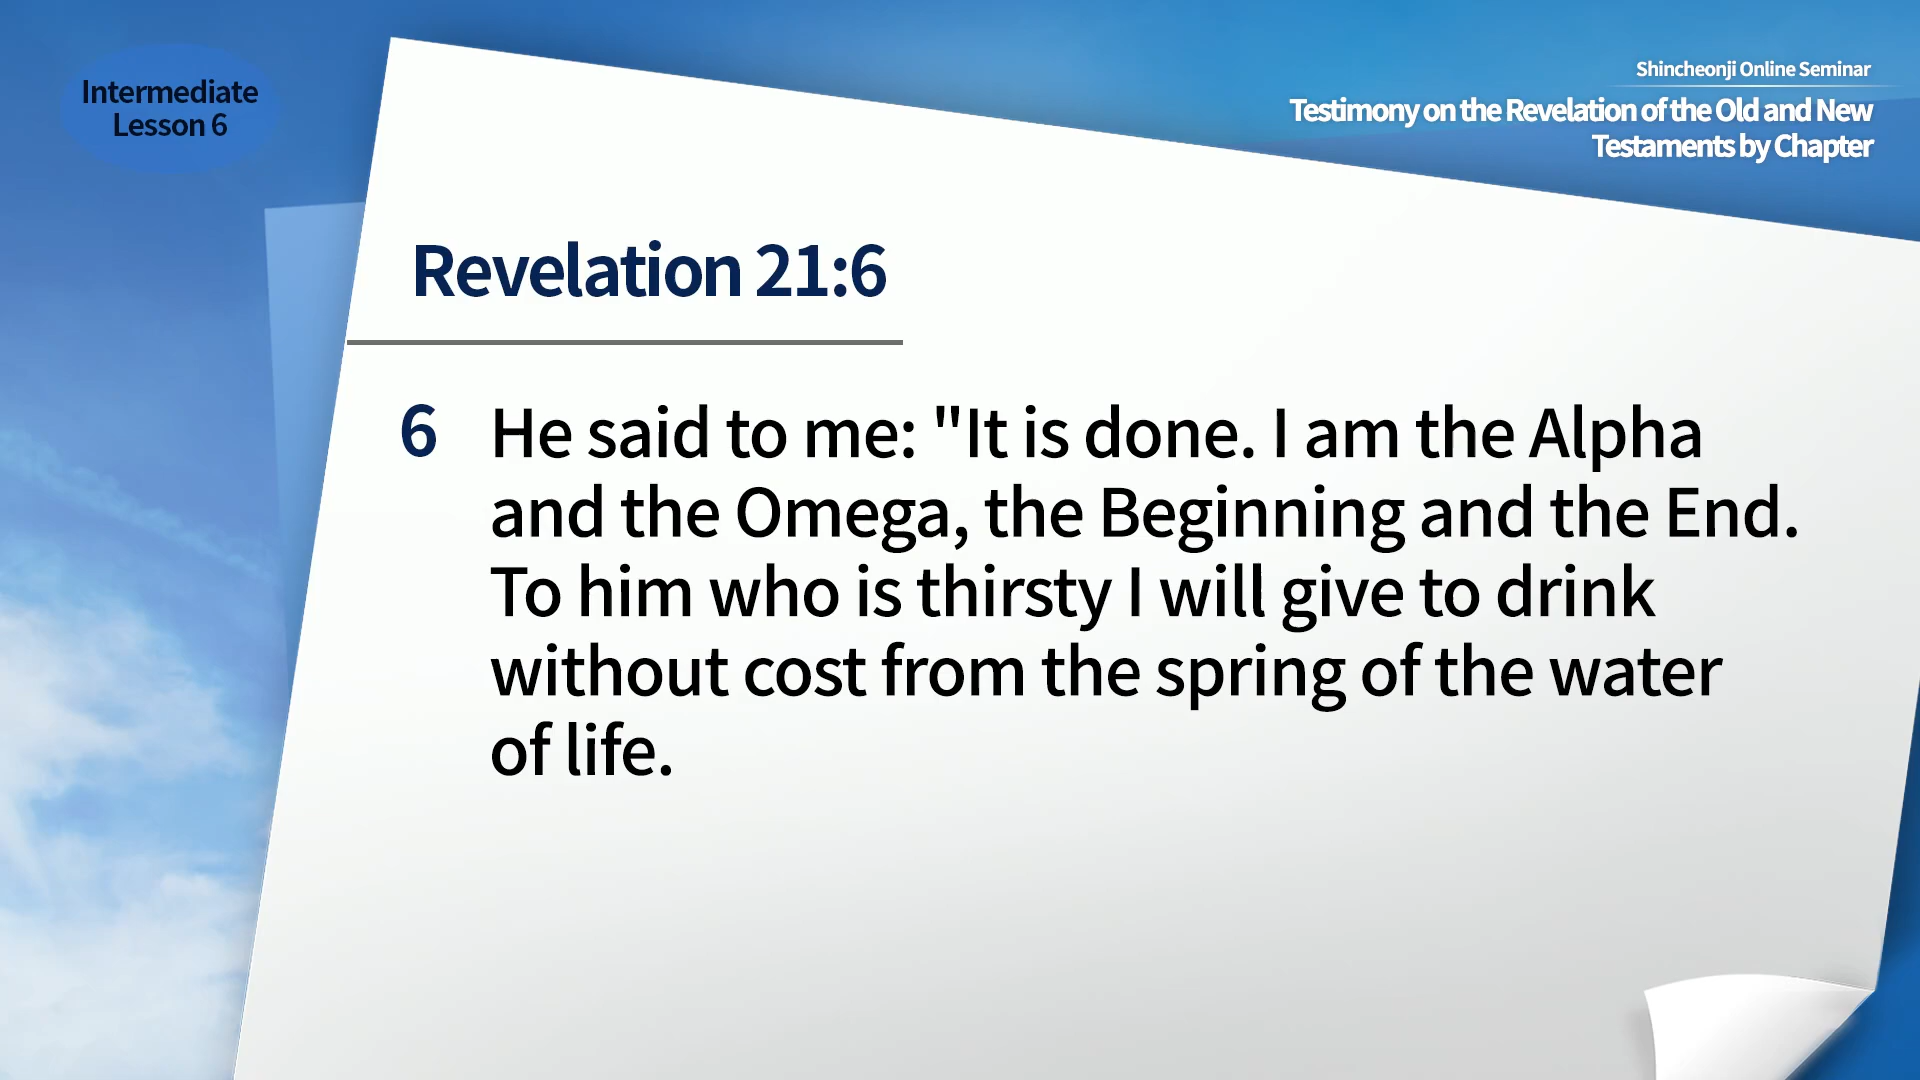 Intermediate
Lesson 6
Shincheonji Online Seminar
Testimony on the Revelation of the Old and New
Testaments by Chapter
Revelation 21:6
6 He said to me: "It is done. I am the Alpha
and the Omega, the Beginning and the End.
To him who is thirsty I will give to drink
without cost from the spring of the water
of life.